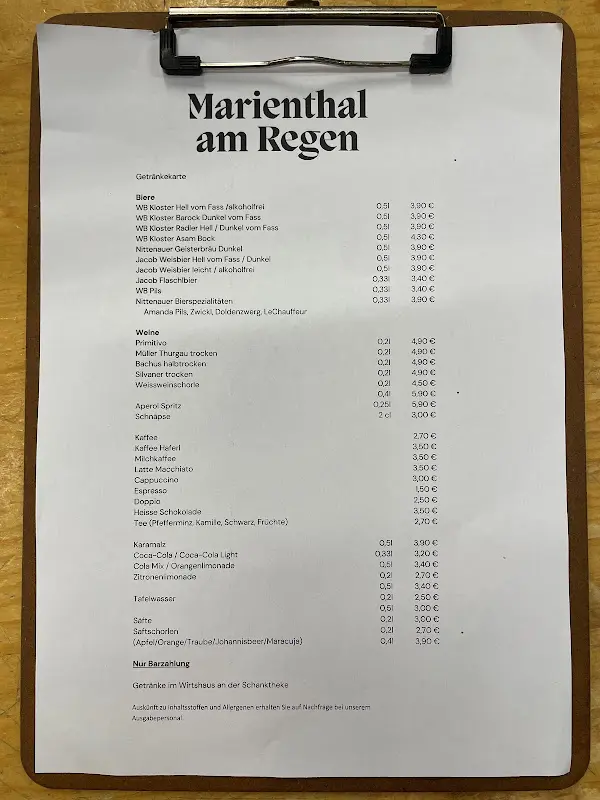 Marienthal
am Regen
Getränkekarte
Biere
WB Kloster Hell vom Fass /alkoholfrei 0,5l 3,90 €
WB Kloster Barock Dunkel vom Fass 0,5l 3,90 €
WB Kloster Radler Hell / Dunkel vom Fass 0,5l 3,90 €
WB Kloster Asam Bock 0,5l 4,30 €
Nittenauer Geisterbräu Dunkel 0,5l 3,90 €
Jacob Weisbier Hell vom Fass / Dunkel 0,5l 3,90 €
Jacob Weisbier leicht / alkoholfrei 0,5l 3,90 €
Jacob Flaschlbier 0,33l 3,40 €
WB Pils 0,33l 3,40 €
Nittenauer Bierspezialitäten 0,33l 3,90 €
Amanda Pils, Zwickl, Doldenzwerg, LeChauffeur
Weine
Primitivo 0,2l 4,90 €
Müller Thurgau trocken 0,2l 4,90 €
Bachus halbtrocken 0,2l 4,90 €
Silvaner trocken 0,2l 4,90 €
Weissweinschorle 0,2l 4,50 €
0,4l 5,90 €
Aperol Spritz 0,25l 5,90 €
Schnäpse 2 cl 3,00 €
Kaffee 2,70 €
Kaffee Haferl 3,50 €
Milchkaffee 3,50 €
Latte Macchiato 3,50 €
Cappuccino 3,00 €
Espresso 1,50 €
Doppio 2,50 €
Heisse Schokolade 3,50 €
Tee (Pfefferminz, Kamille, Schwarz, Früchte) 2,70 €
Karamalz 0,5l 3,90 €
Coca-Cola / Coca-Cola Light 0,33l 3,20 €
Cola Mix / Orangenlimonade 0,5l 3,40 €
Zitronenlimonade 0,2l 2,70 €
0,5l 3,40 €
Tafelwasser 0,2l 2,50 €
0,5l 3,00 €
Säfte 0,2l 3,00 €
Saftschorlen 0,2l 2,70 €
(Apfel/Orange/Traube/Johannisbeer/Maracuja) 0,4l 3,90 €
Nur Barzahlung
Getränke im Wirtshaus an der Schanktheke
Auskunft zu Inhaltsstoffen und Allergenen erhalten Sie auf Nachfrage bei unserem
Ausgabepersonal.